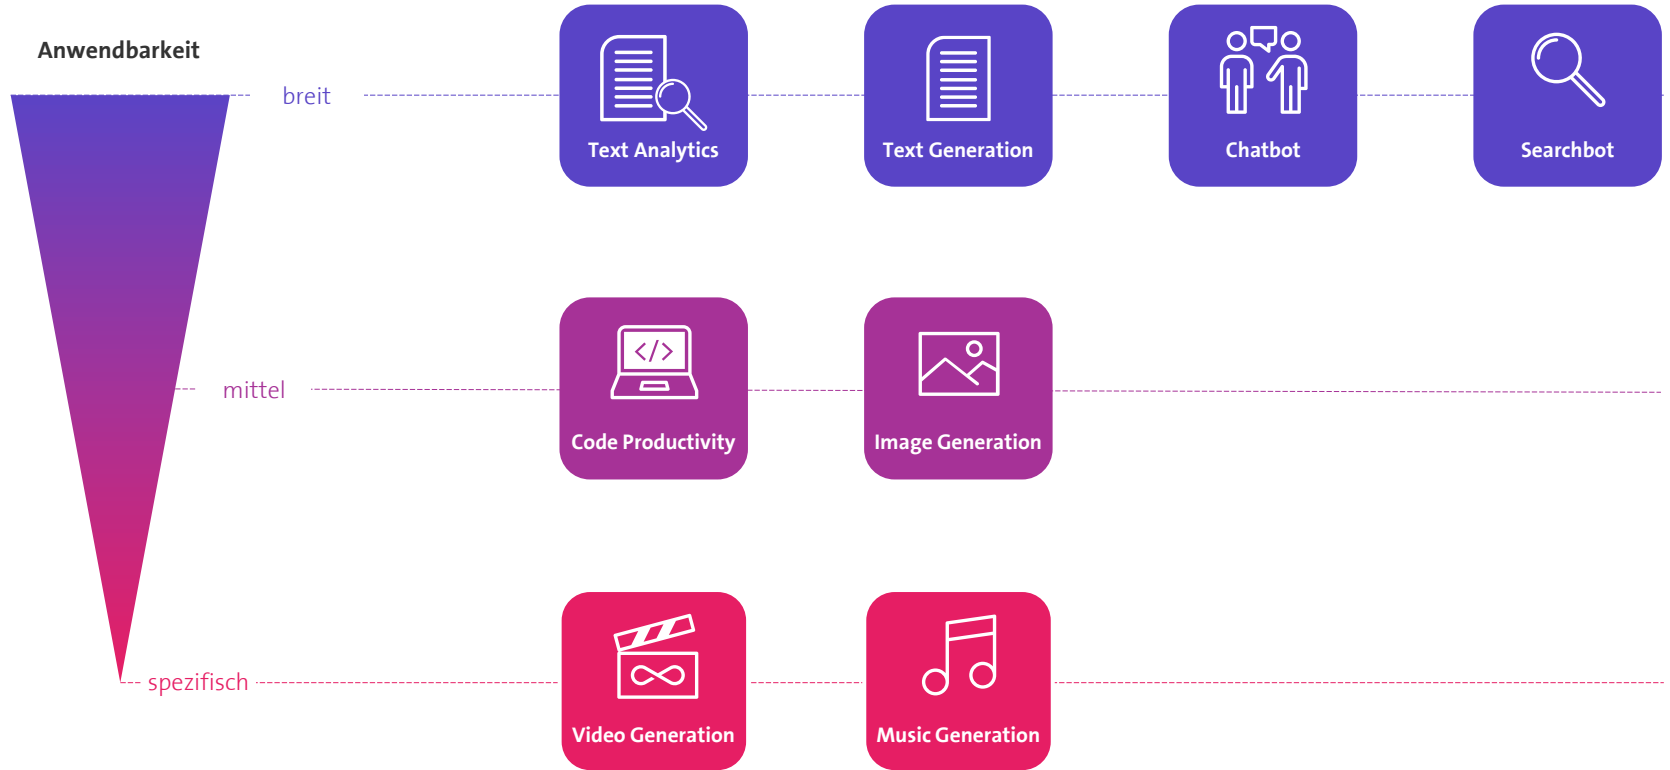 Anwendbarkeit
breit
Text Analytics
Text Generation
Chatbot
Searchbot
mittel
</>
Code Productivity
Image Generation
spezifisch
Video Generation
Music Generation